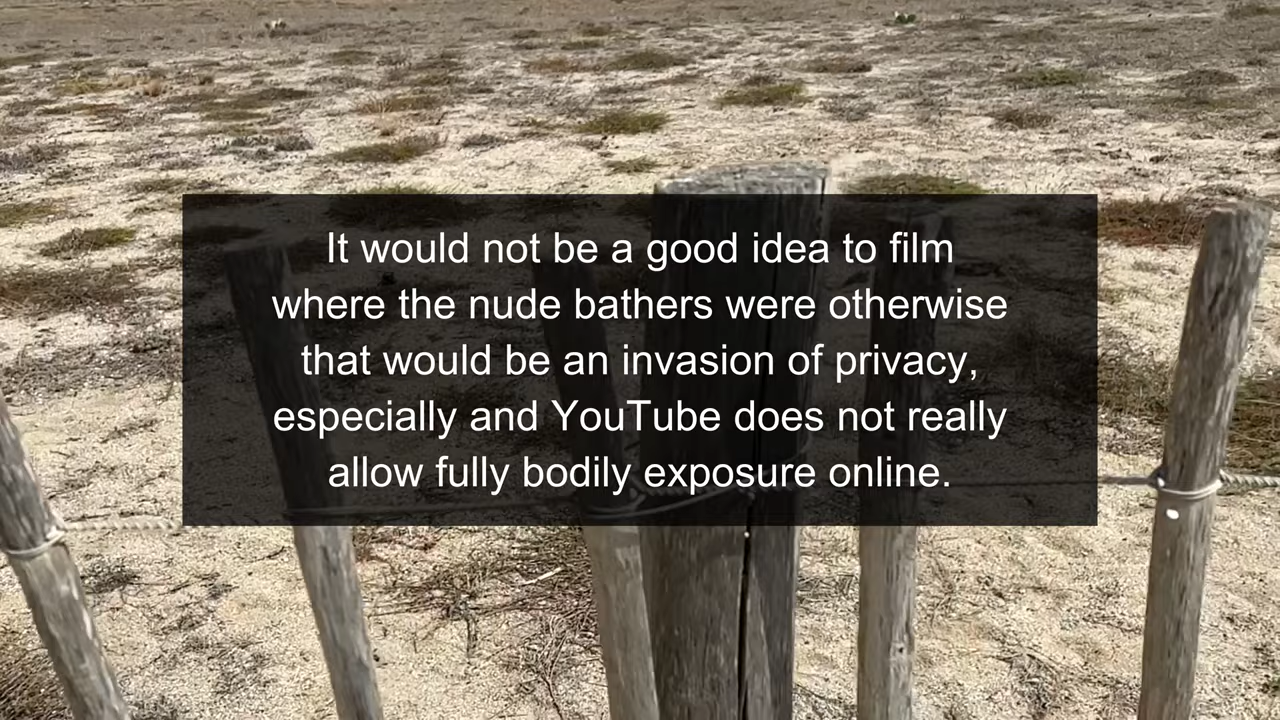 It would not be a good idea to film
where the nude bathers were otherwise
that would be an invasion of privacy,
especially and YouTube does not really
allow fully bodily exposure online.